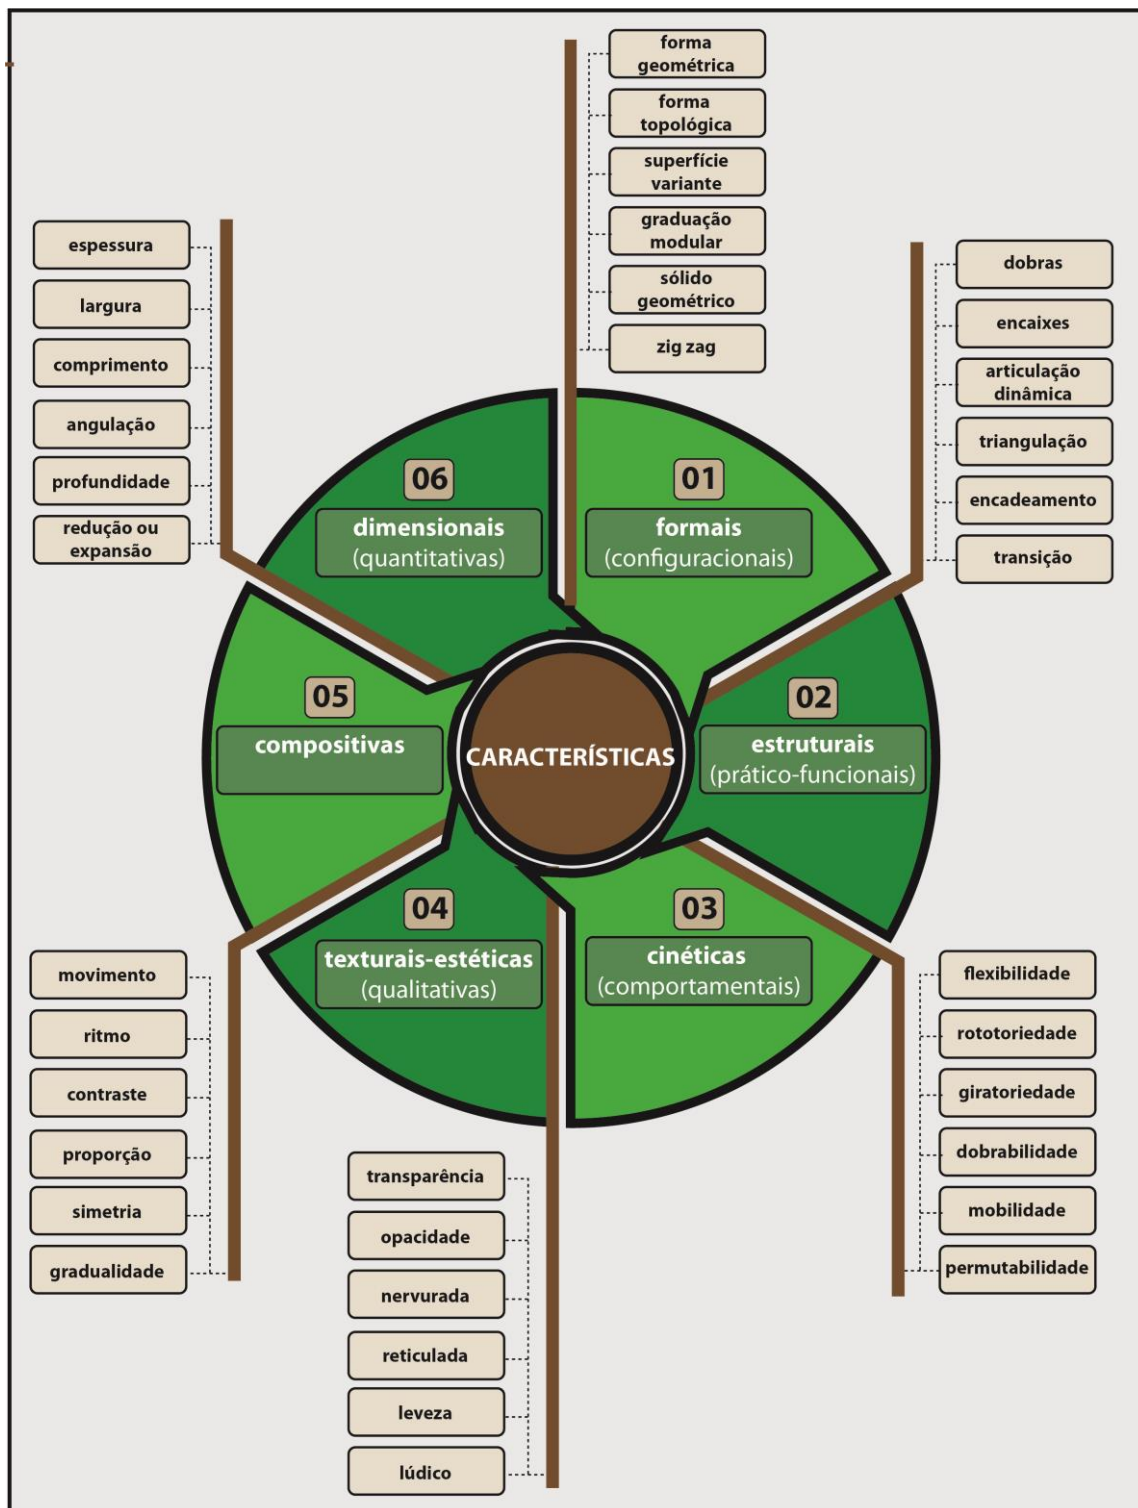 CARACTERÍSTICAS
01
formais
(configuracionais)
forma
geométrica
forma
topológica
superfície
variante
graduação
modular
sólido
geométrico
zig zag
02
estruturais
(prático-funcionais)
dobras
encaixes
articulação
dinâmica
triangulação
encadeamento
transição
03
cinéticas
(comportamentais)
flexibilidade
rototoriedade
giratoriedade
dobrabilidade
mobilidade
permutabilidade
04
texturais-estéticas
(qualitativas)
transparência
opacidade
nervurada
reticulada
leveza
lúdico
05
compositivas
movimento
ritmo
contraste
proporção
simetria
gradualidade
06
dimensionais
(quantitativas)
espessura
largura
comprimento
angulação
profundidade
redução ou
expansão